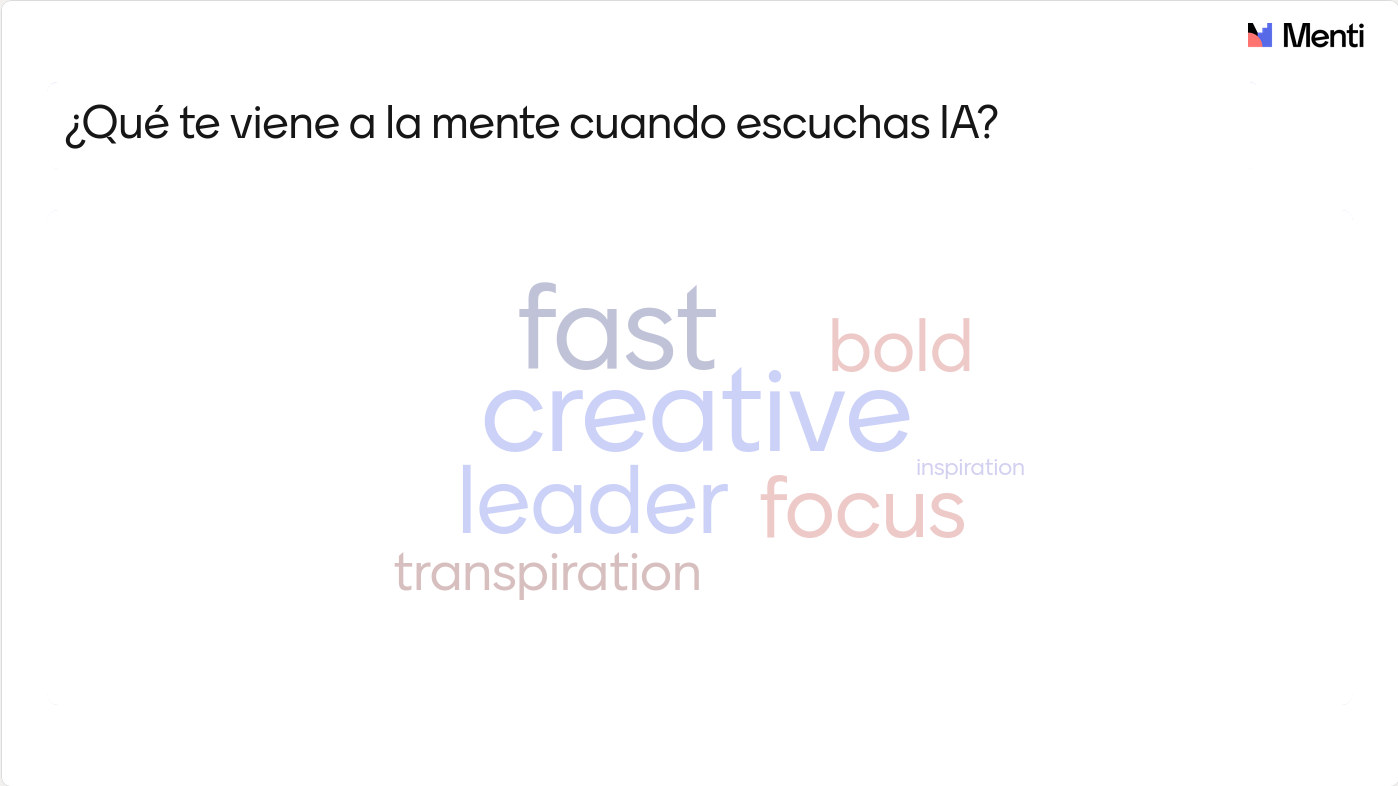 Menti
¿Qué te viene a la mente cuando escuchas IA?
fast
bold
creative
inspiration
leader
focus
transpiration